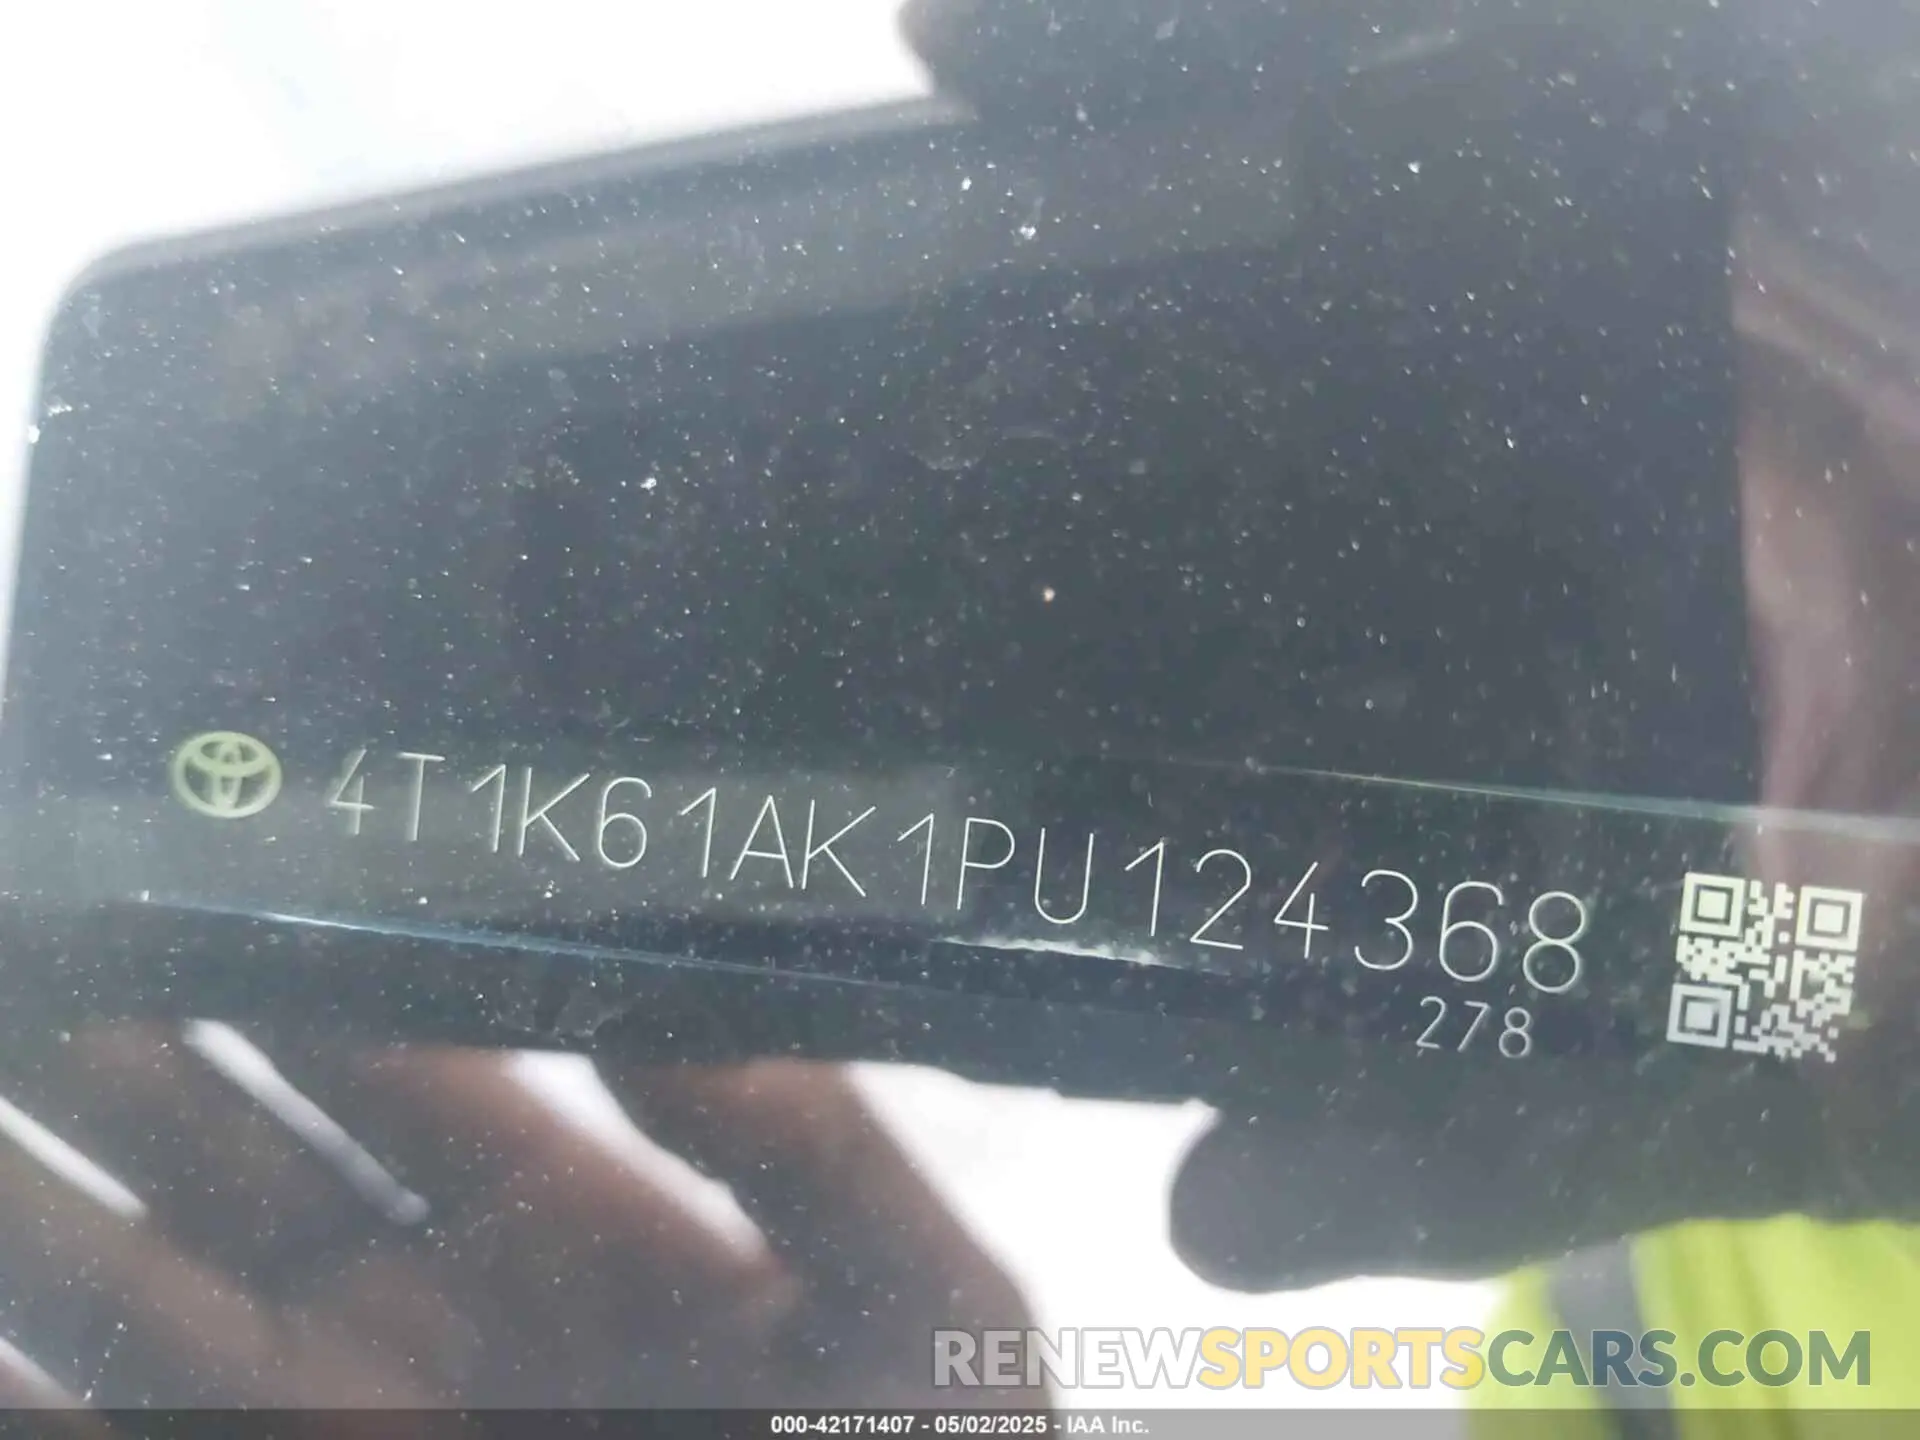 4T1K61AK1PU124368
278
RENEWSPORTSCARS.COM
000-42171407 - 05/02/2025 - IAA Inc.